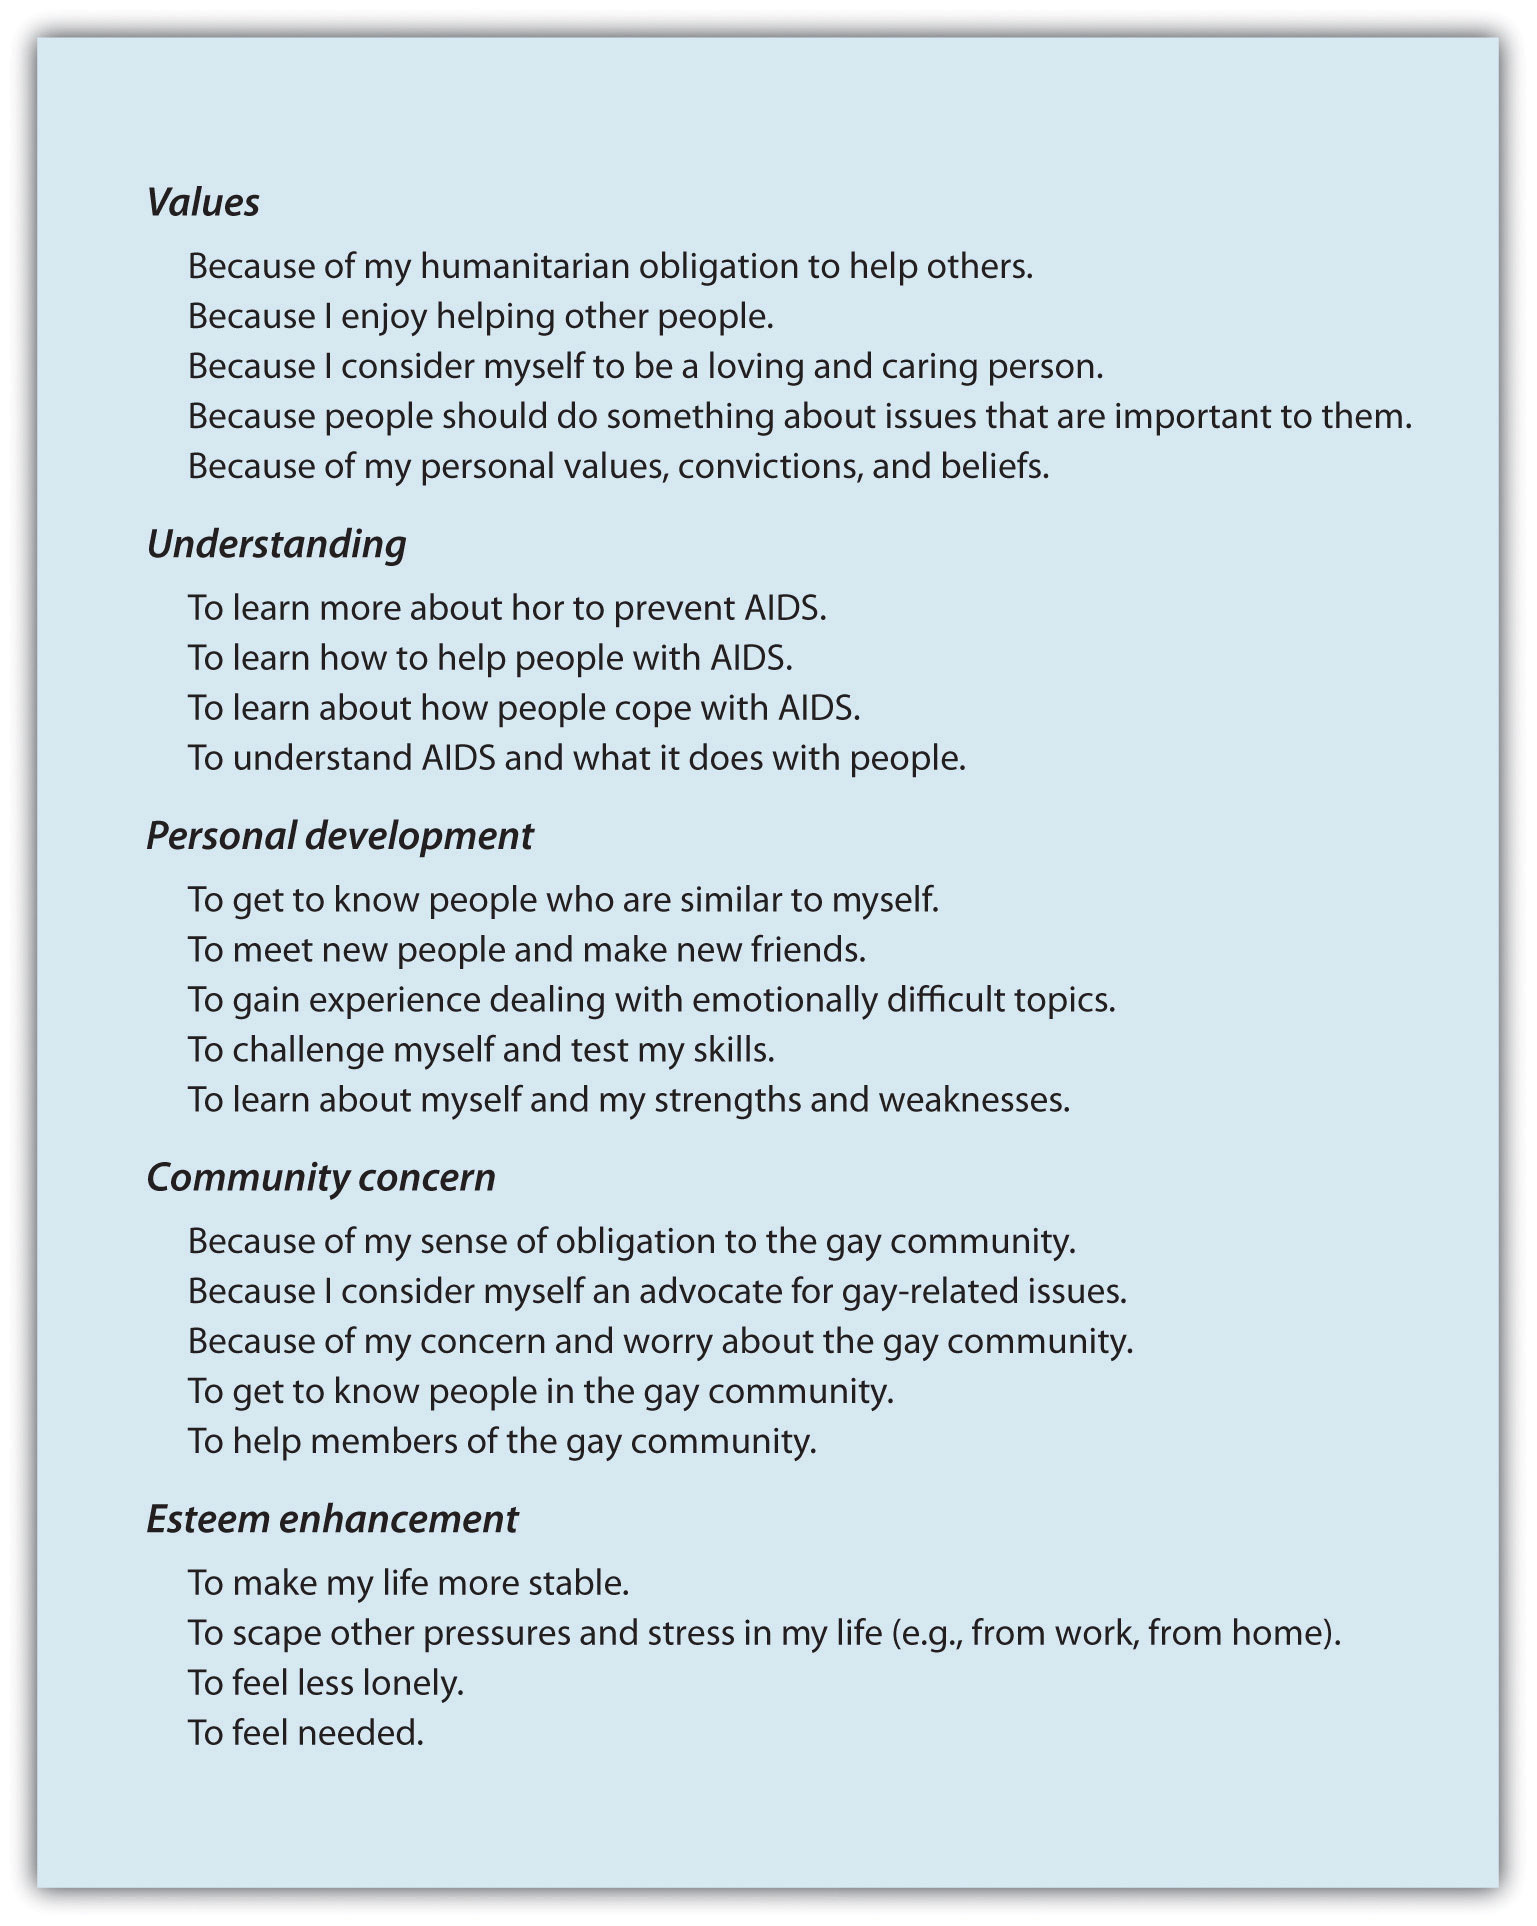 Values
Because of my humanitarian obligation to help others.
Because I enjoy helping other people.
Because I consider myself to be a loving and caring person.
Because people should do something about issues that are important to them.
Because of my personal values, convictions, and beliefs.
Understanding
To learn more about hor to prevent AIDS.
To learn how to help people with AIDS.
To learn about how people cope with AIDS.
To understand AIDS and what it does with people.
Personal development
To get to know people who are similar to myself.
To meet new people and make new friends.
To gain experience dealing with emotionally difficult topics.
To challenge myself and test my skills.
To learn about myself and my strengths and weaknesses.
Community concern
Because of my sense of obligation to the gay community.
Because I consider myself an advocate for gay-related issues.
Because of my concern and worry about the gay community.
To get to know people in the gay community.
To help members of the gay community.
Esteem enhancement
To make my life more stable.
To scape other pressures and stress in my life (e.g., from work, from home).
To feel less lonely.
To feel needed.